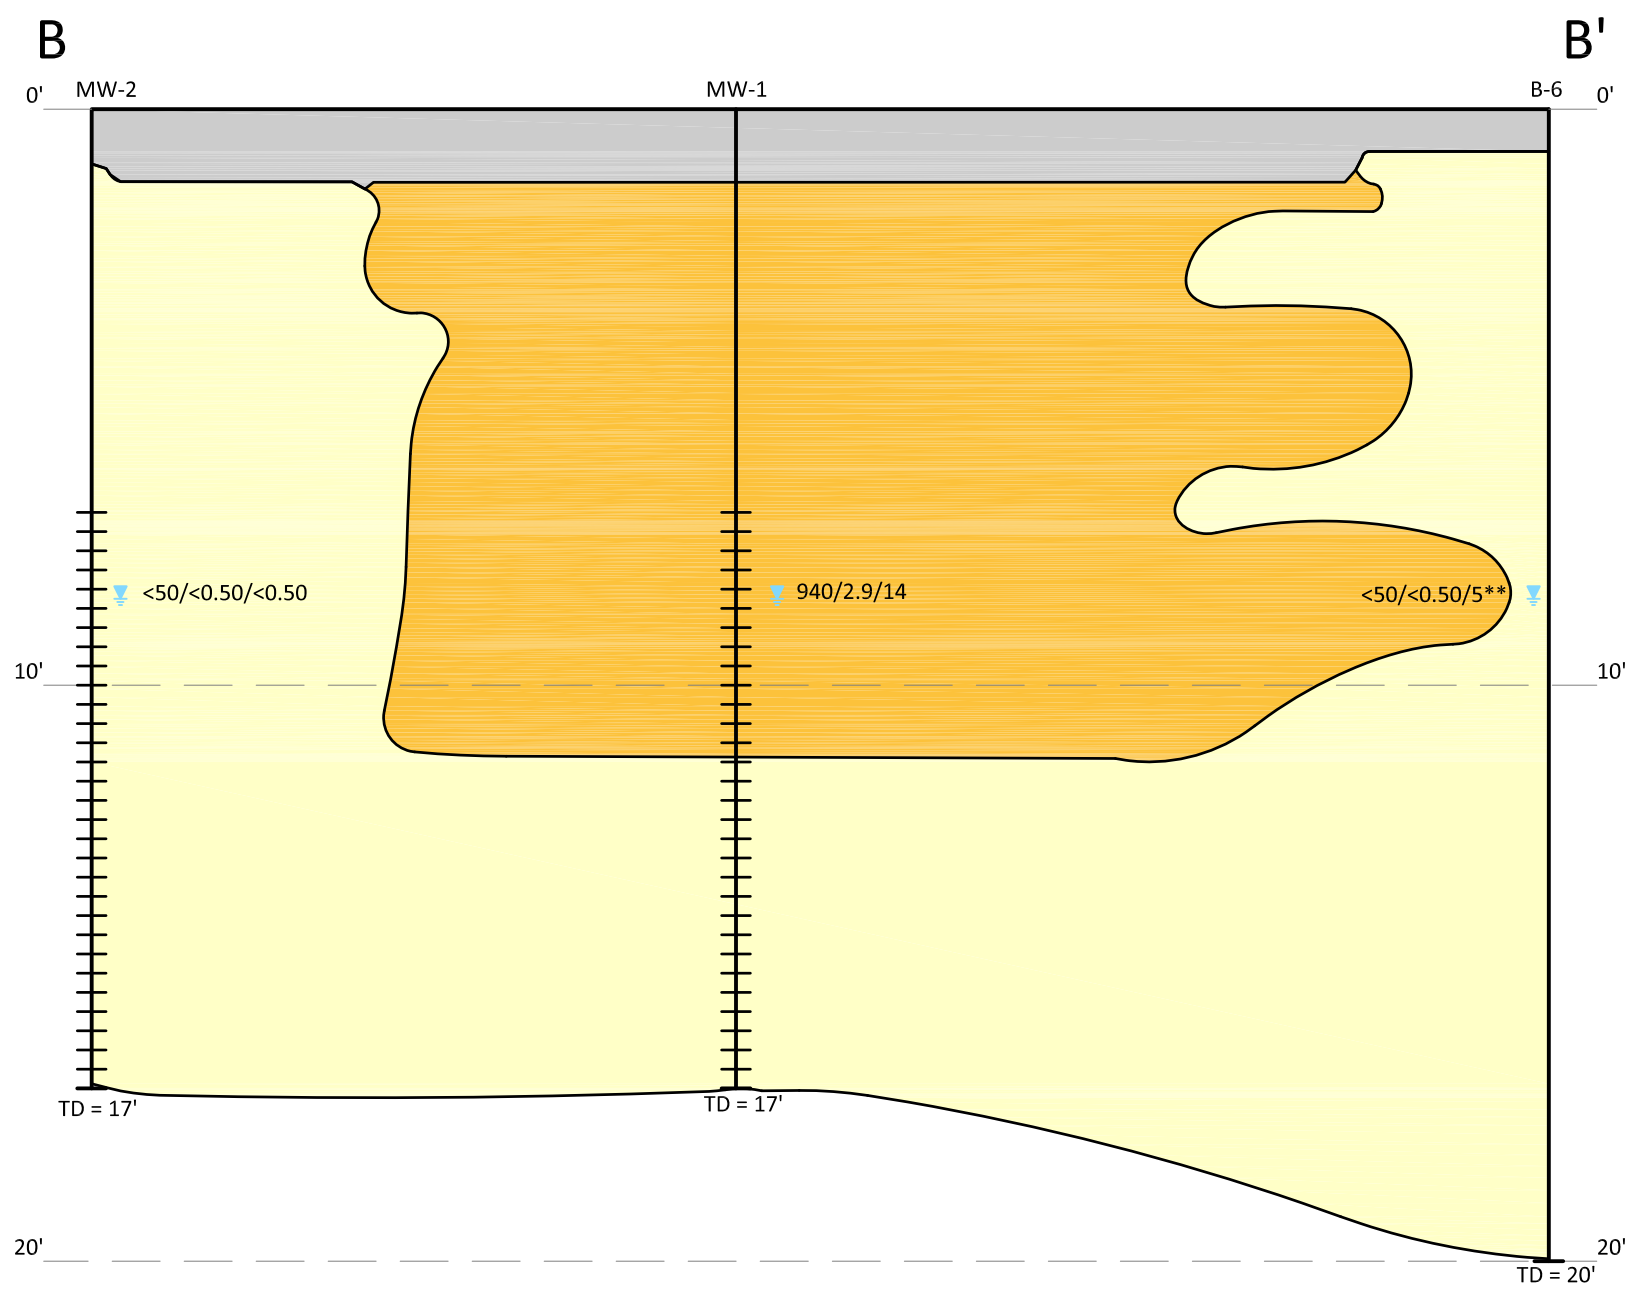 B B'
MW-2 MW-1 B-6
0' 0'
<50/<0.50/<0.50 940/2.9/14 <50/<0.50/5**
10' 10'
TD = 17' TD = 17'
20' 20'
TD = 20'